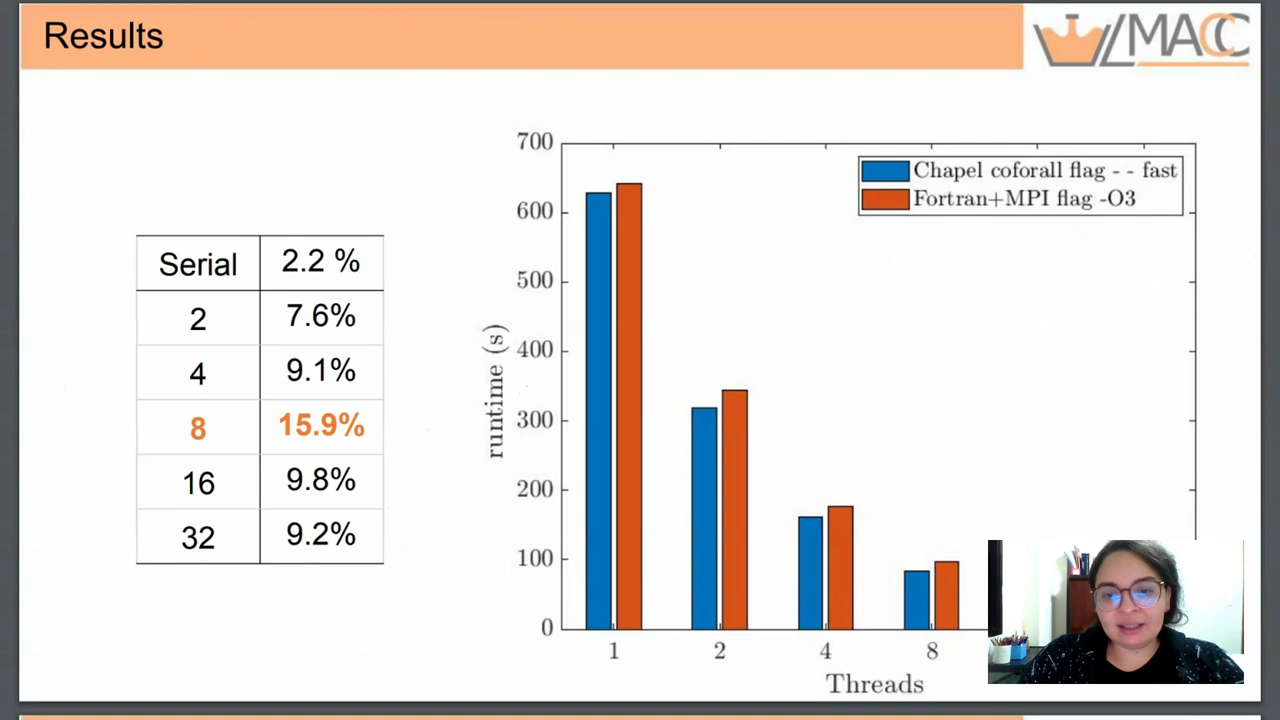 Results
MACC
Serial 2.2 %
2 7.6%
4 9.1%
8 15.9%
16 9.8%
32 9.2%
700
600
500
400
300
200
100
0
runtime (s)
Chapel coforall flag - - fast
Fortran+MPI flag -O3
1 2 4 8
Threads